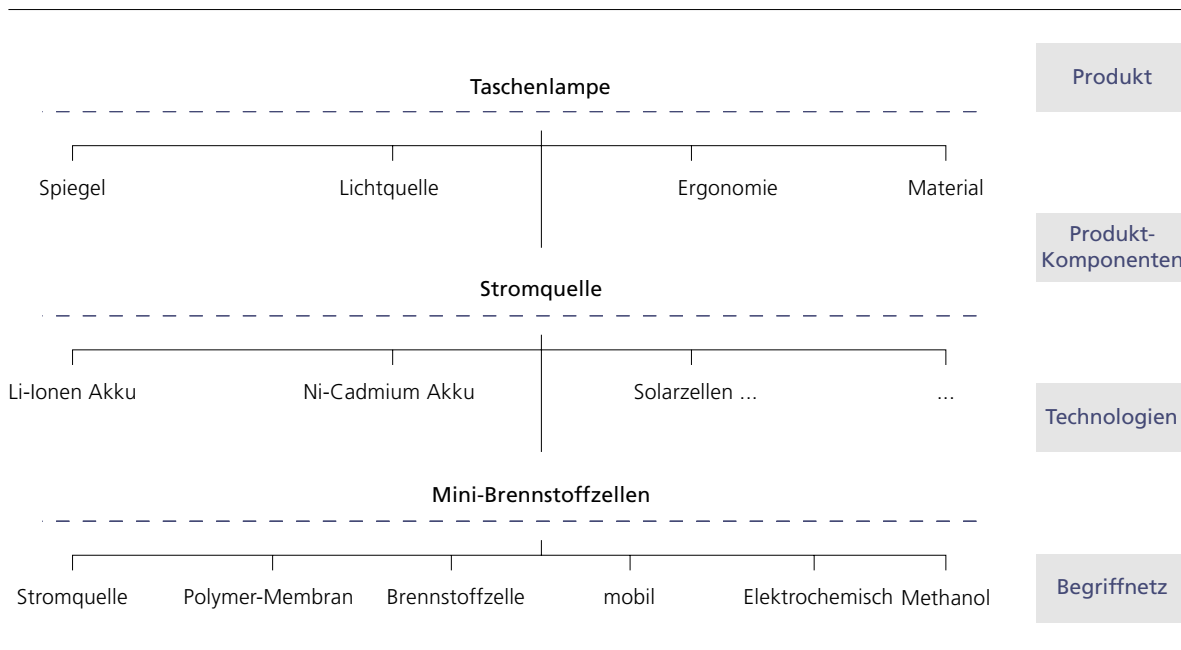 Taschenlampe
Produkt
Spiegel Lichtquelle Ergonomie Material
Produkt-
Komponenten
Stromquelle
Li-Ionen Akku Ni-Cadmium Akku Solarzellen ... ...
Technologien
Mini-Brennstoffzellen
Stromquelle Polymer-Membran Brennstoffzelle mobil Elektrochemisch Methanol
Begriffnetz